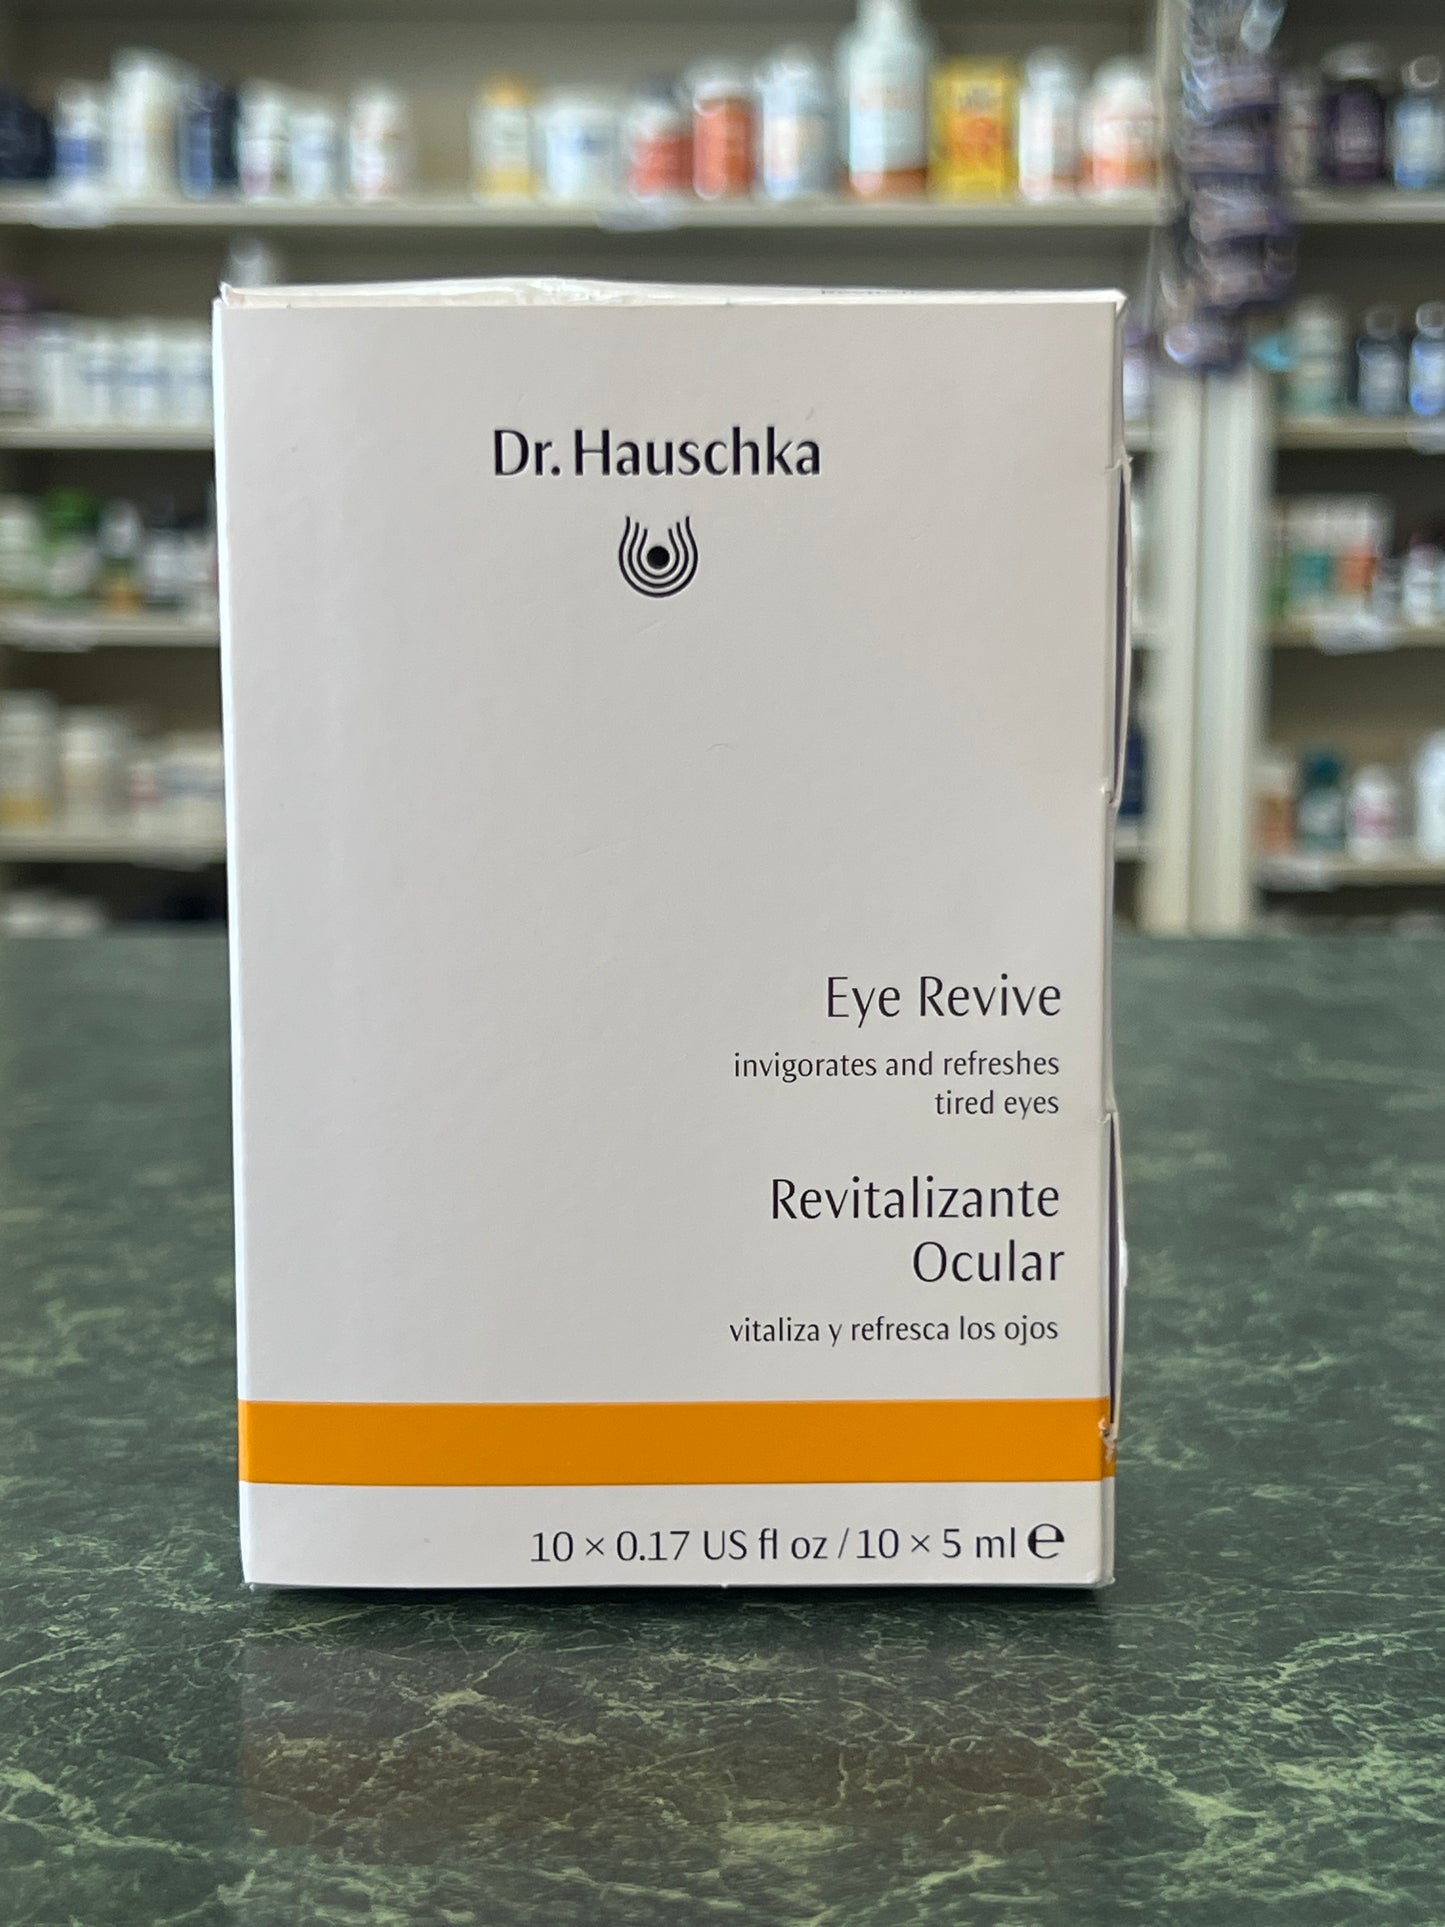 Dr. Hauschka
Eye Revive
invigorates and refreshes
tired eyes
Revitalizante
Ocular
vitaliza y refresca los ojos
10 × 0.17 US fl oz / 10 × 5 ml ℮